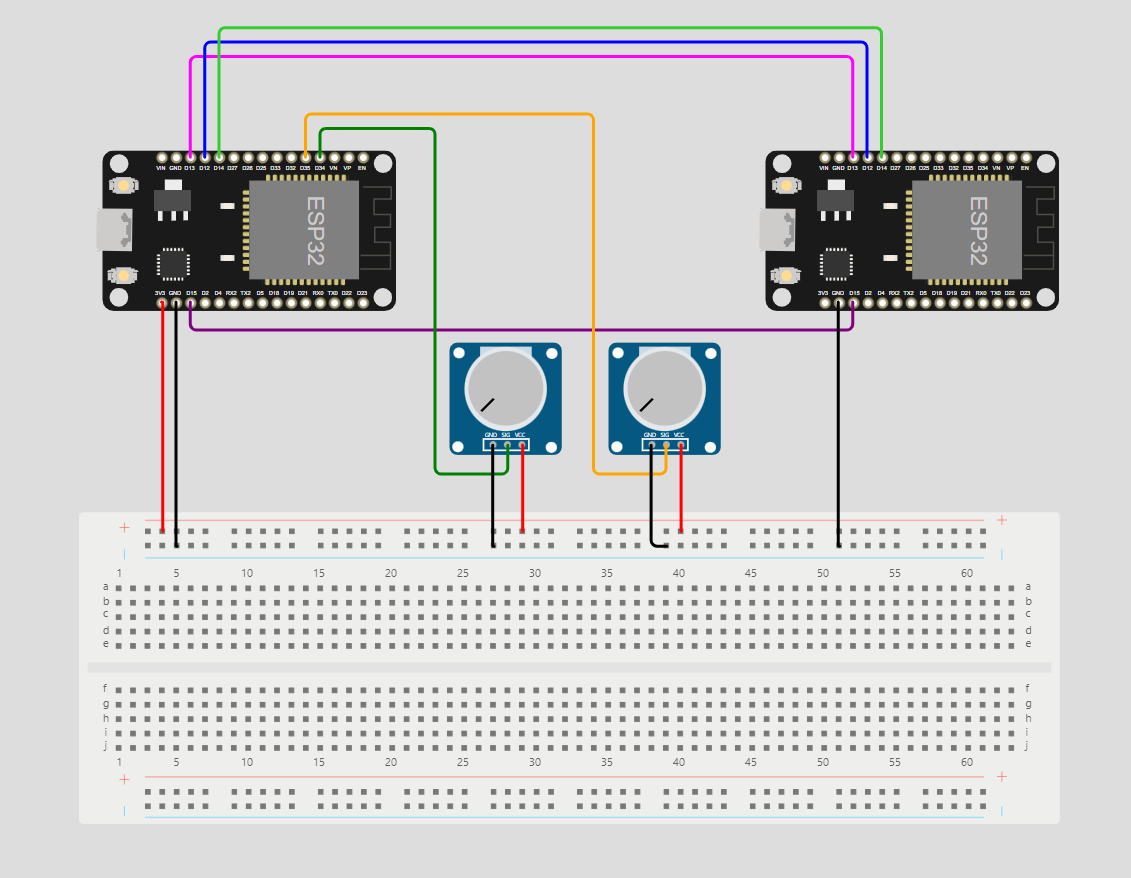 VIN GND D13 D12 D14 D27 D26 D25 D33 D32 D35 D34 VN VP EN
ESP32
3V3 GND D15 D2 D4 RX2 TX2 D5 D18 D19 D21 RX0 TX0 D22 D23
VIN GND D13 D12 D14 D27 D26 D25 D33 D32 D35 D34 VN VP EN
ESP32
3V3 GND D15 D2 D4 RX2 TX2 D5 D18 D19 D21 RX0 TX0 D22 D23
GND SIG VCC
GND SIG VCC
+ +
| |
1 5 10 15 20 25 30 35 40 45 50 55 60
a a
b b
c c
d d
e e
f f
g g
h h
i i
j j
1 5 10 15 20 25 30 35 40 45 50 55 60
+ +
| |